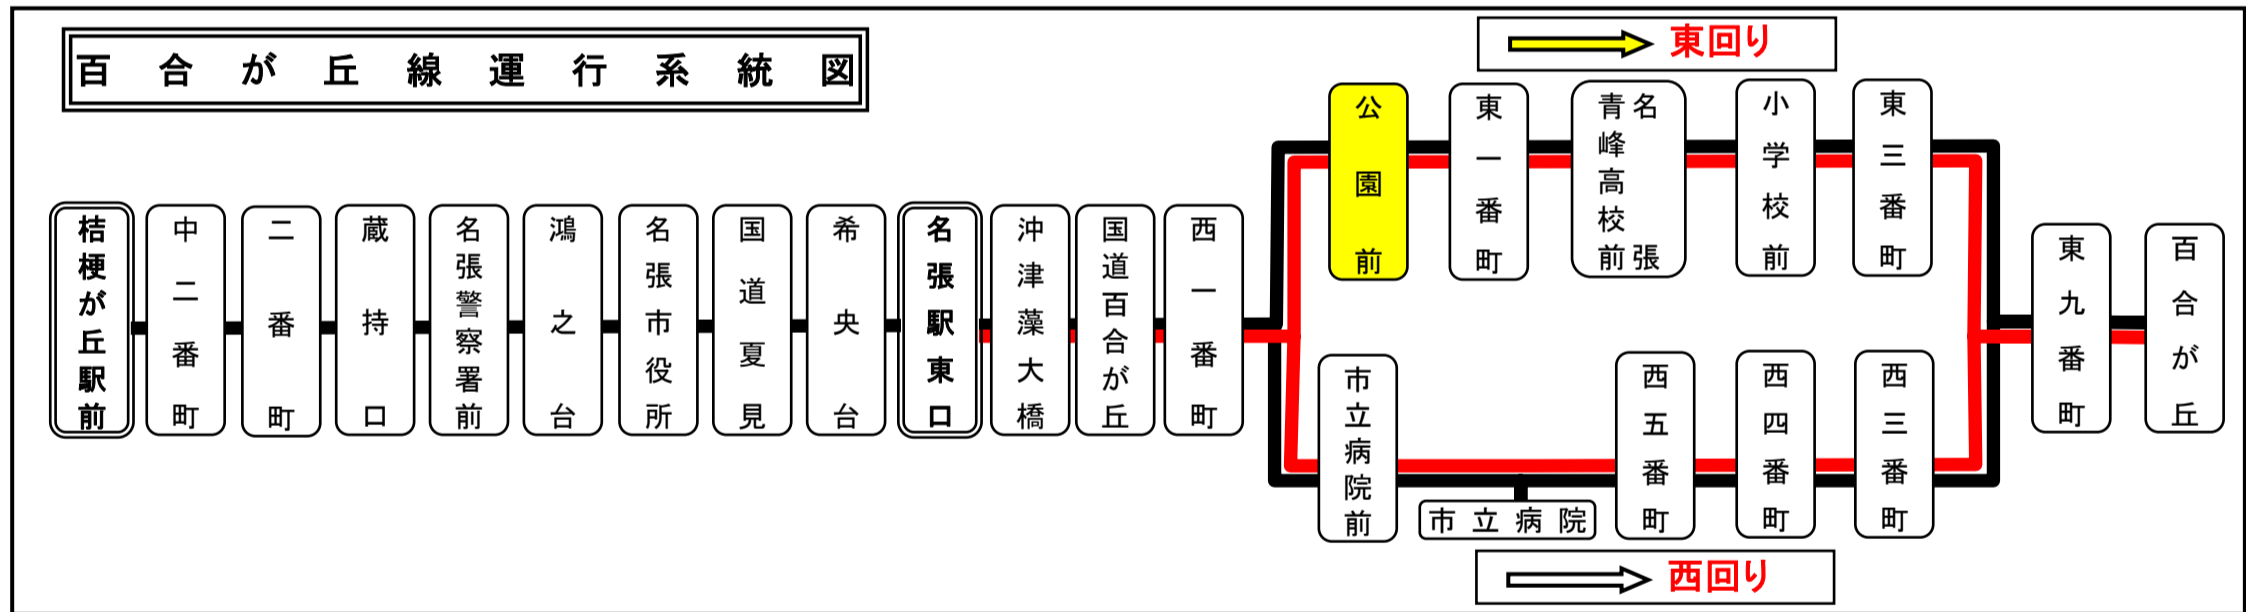 百合が丘線運行系統図
東回り
公園前
東一番町
名張青峰高校前
小学校前
東三番町
桔梗が丘駅前
中二番町
二番町
蔵持口
名張警察署前
鴻之台
名張市役所
国道夏見
希央台
名張駅東口
沖津藻大橋
国道百合が丘
西一番町
東九番町
百合が丘
市立病院前
市立病院
西五番町
西四番町
西三番町
西回り